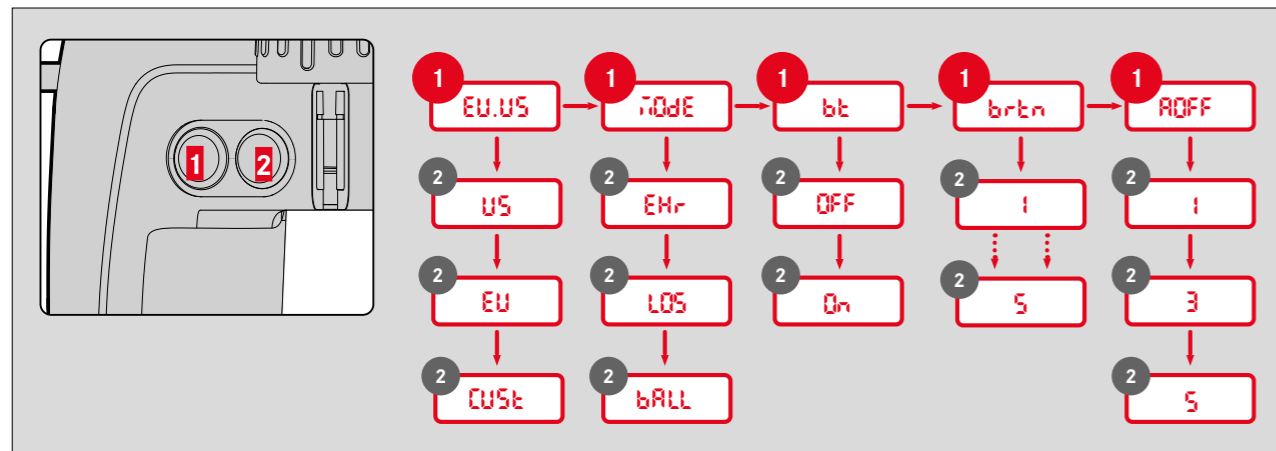 1 2
1 1 1 1 1
EU.US MOdE bt brtn AOFF
2 2 2 2 2
US EHr OFF 1 1
2 2 2 2 2
EU LOS On 5 3
2 2 2
CUSt bALL 5